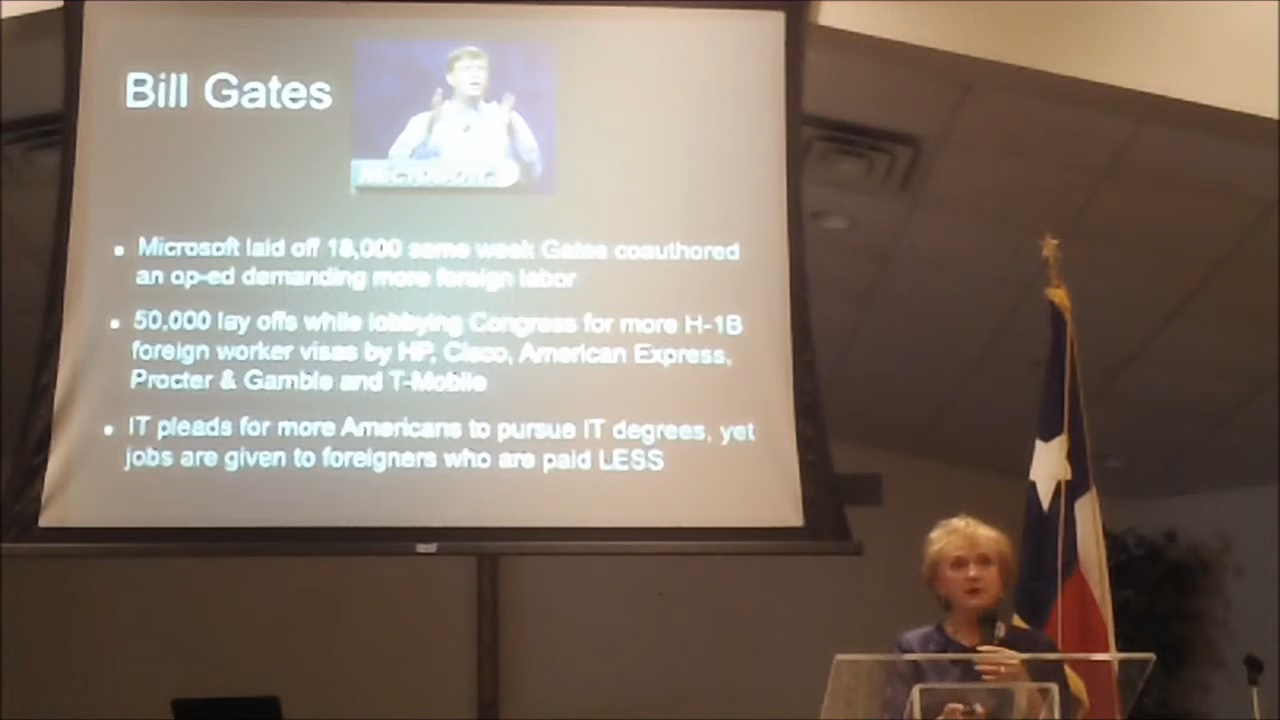 Bill Gates
Microsoft
• Microsoft laid off 18,000 same week Gates coauthored
an op-ed demanding more foreign labor
• 50,000 lay offs while lobbying Congress for more H-1B
foreign worker visas by HP, Cisco, American Express,
Procter & Gamble and T-Mobile
• IT pleads for more Americans to pursue IT degrees, yet
jobs are given to foreigners who are paid LESS